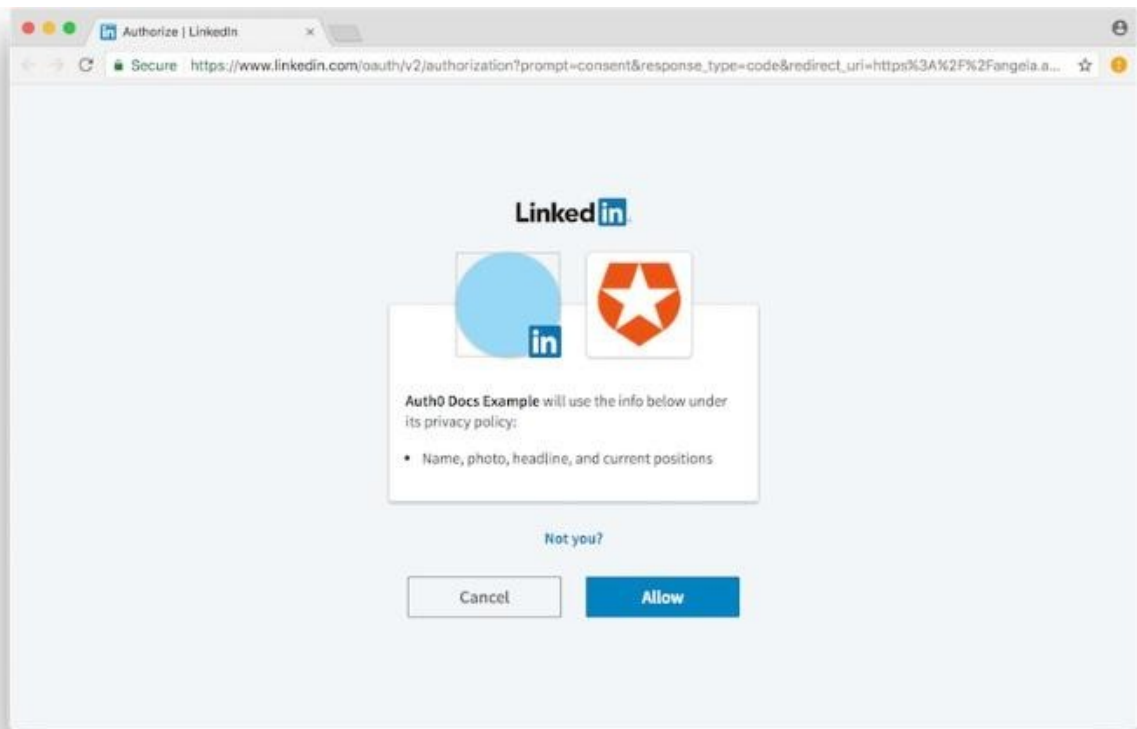 Authorize | LinkedIn
Secure https://www.linkedin.com/oauth/v2/authorization?prompt=consent&response_type=code&redirect_uri=https%3A%2F%2Fangela.a...
Linked in
in
Auth0 Docs Example will use the info below under
its privacy policy:
• Name, photo, headline, and current positions
Not you?
Cancel Allow